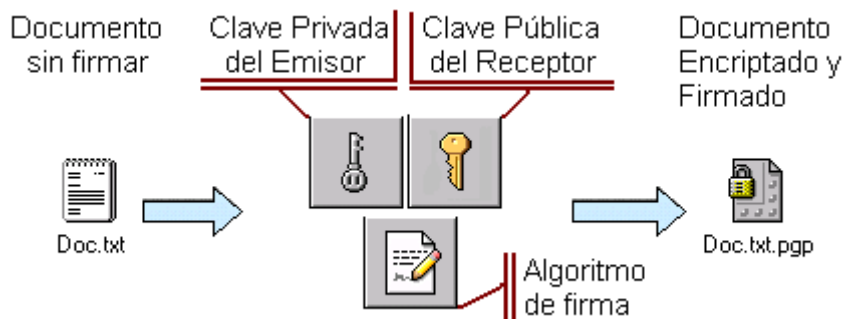 Documento
sin firmar
Clave Privada
del Emisor
Clave Pública
del Receptor
Documento
Encriptado y
Firmado
Doc.txt
Doc.txt.pgp
Algoritmo
de firma